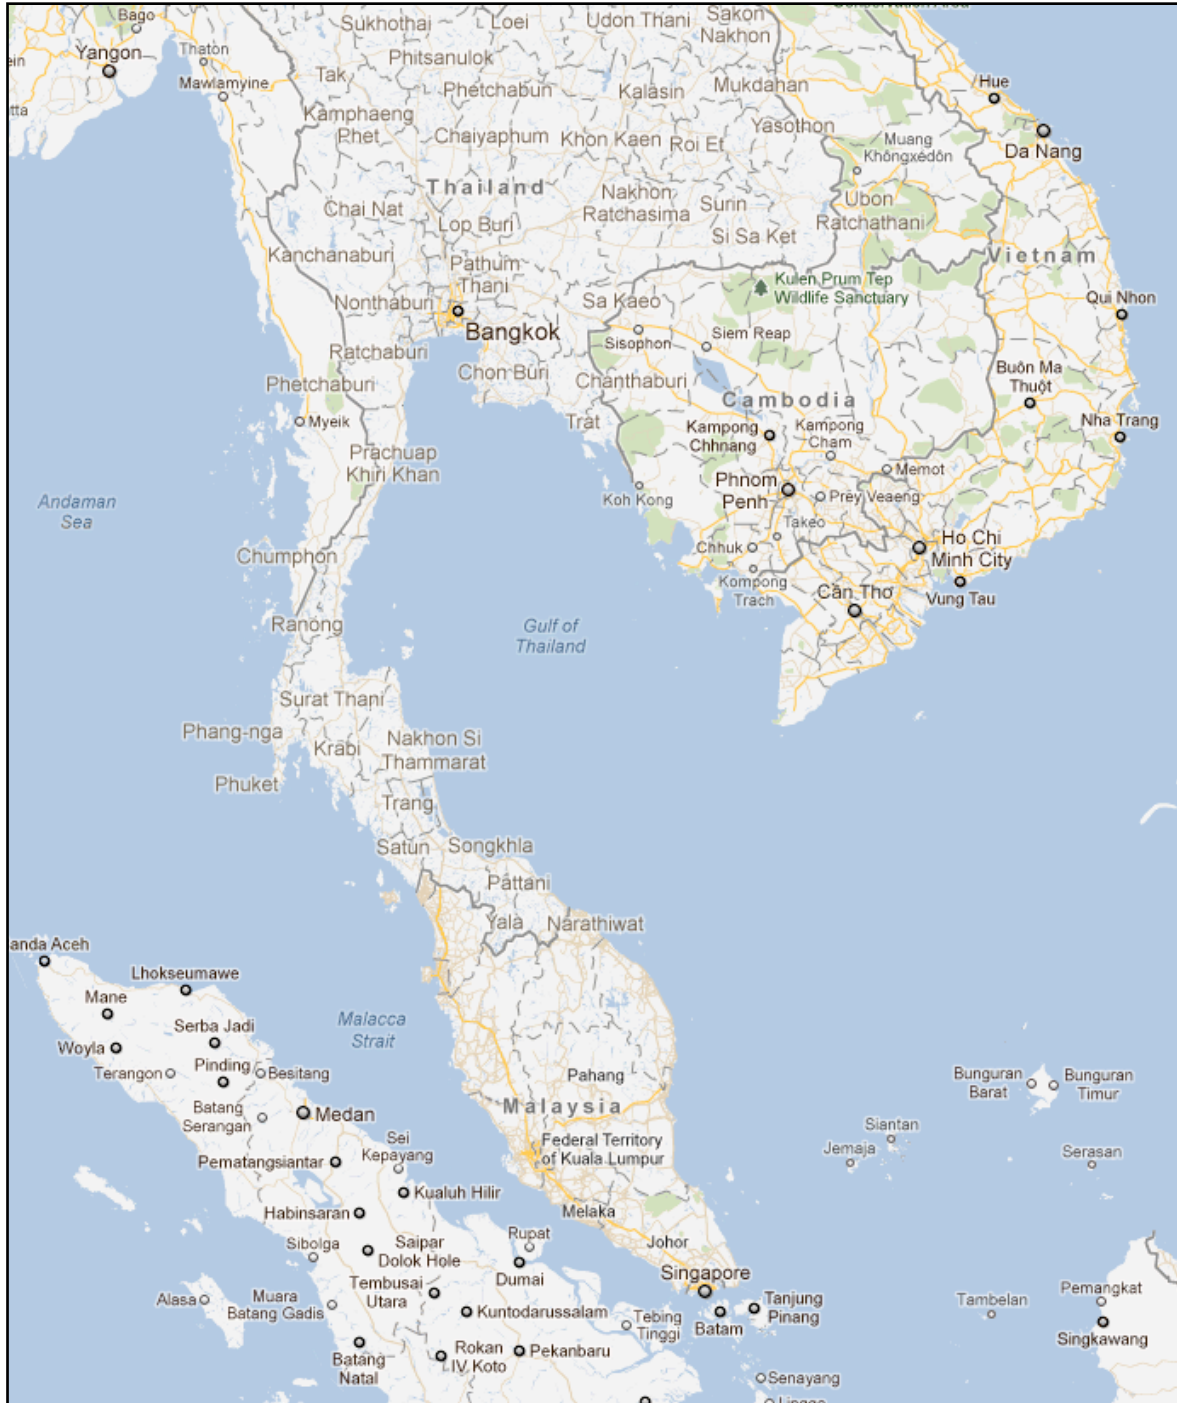 Conservation Area
Bago
Sukhothai
Loei
Udon Thani
Sakon
Nakhon
Yangon
Thaton
Phitsanulok
ein
Tak
Phetchabun
Kalasin
Mukdahan
Hue
Mawlamyine
tta
Kamphaeng
Phet
Chaiyaphum
Khon Kaen
Roi Et
Yasothon
Muang
Khôngxédôn
Da Nang
Thailand
Chai Nat
Nakhon
Ratchasima
Surin
Ubon
Ratchathani
Lop Buri
Si Sa Ket
Kanchanaburi
Pathum
Thani
Vietnam
Kulen Prum Tep
Wildlife Sanctuary
Nonthaburi
Sa Kaeo
Qui Nhon
Bangkok
Sisophon
Siem Reap
Ratchaburi
Phetchaburi
Chon Buri
Chanthaburi
Buôn Ma
Thuột
Cambodia
Myeik
Trat
Kampong
Chhnang
Kampong
Cham
Nha Trang
Prachuap
Khiri Khan
Memot
Andaman
Sea
Koh Kong
Phnom
Penh
Prey Veaeng
Takeo
Chumphon
Chhuk
Ho Chi
Minh City
Kompong
Trach
Cần Thơ
Vung Tau
Ranong
Gulf of
Thailand
Surat Thani
Phang-nga
Krabi
Nakhon Si
Thammarat
Phuket
Trang
Satun
Songkhla
Pattani
Yala
Narathiwat
anda Aceh
Lhokseumawe
Mane
Serba Jadi
Malacca
Strait
Woyla
Terangon
Pinding
Besitang
Pahang
Bunguran
Barat
Bunguran
Timur
Batang
Serangan
Medan
Malaysia
Siantan
Sei
Kepayang
Federal Territory
of Kuala Lumpur
Jemaja
Serasan
Pematangsiantar
Kualuh Hilir
Habinsaran
Melaka
Sibolga
Saipar
Dolok Hole
Rupat
Johor
Dumai
Singapore
Alasa
Muara
Batang Gadis
Tembusai
Utara
Kuntodarussalam
Tebing
Tinggi
Batam
Tanjung
Pinang
Tambelan
Pemangkat
Singkawang
Batang
Natal
Rokan
IV Koto
Pekanbaru
Senayang
Lingga